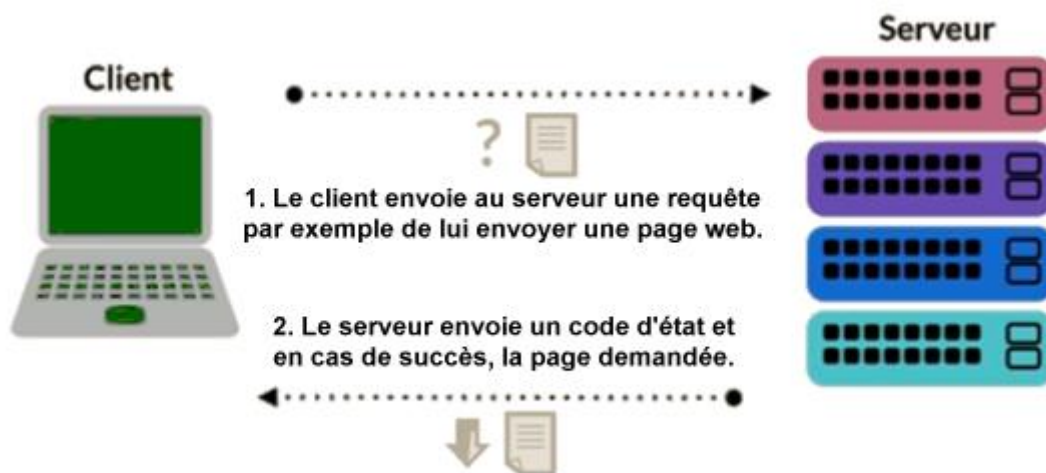 Serveur
Client
?
1. Le client envoie au serveur une requête
par exemple de lui envoyer une page web.
2. Le serveur envoie un code d'état et
en cas de succès, la page demandée.